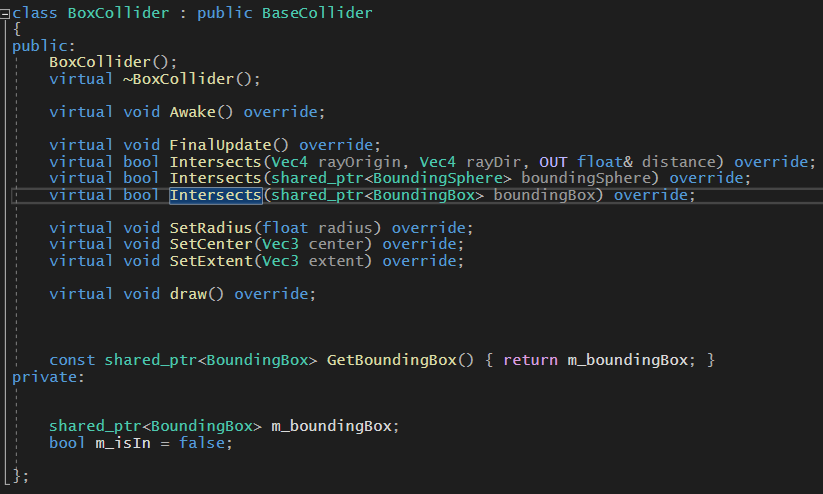 class BoxCollider : public BaseCollider
{
public:
    BoxCollider();
    virtual ~BoxCollider();
    virtual void Awake() override;
    virtual void FinalUpdate() override;
    virtual bool Intersects(Vec4 rayOrigin, Vec4 rayDir, OUT float& distance) override;
    virtual bool Intersects(shared_ptr<BoundingSphere> boundingSphere) override;
    virtual bool Intersects(shared_ptr<BoundingBox> boundingBox) override;
    virtual void SetRadius(float radius) override;
    virtual void SetCenter(Vec3 center) override;
    virtual void SetExtent(Vec3 extent) override;
    virtual void draw() override;
    const shared_ptr<BoundingBox> GetBoundingBox() { return m_boundingBox; }
private:
    shared_ptr<BoundingBox> m_boundingBox;
    bool m_isIn = false;
};